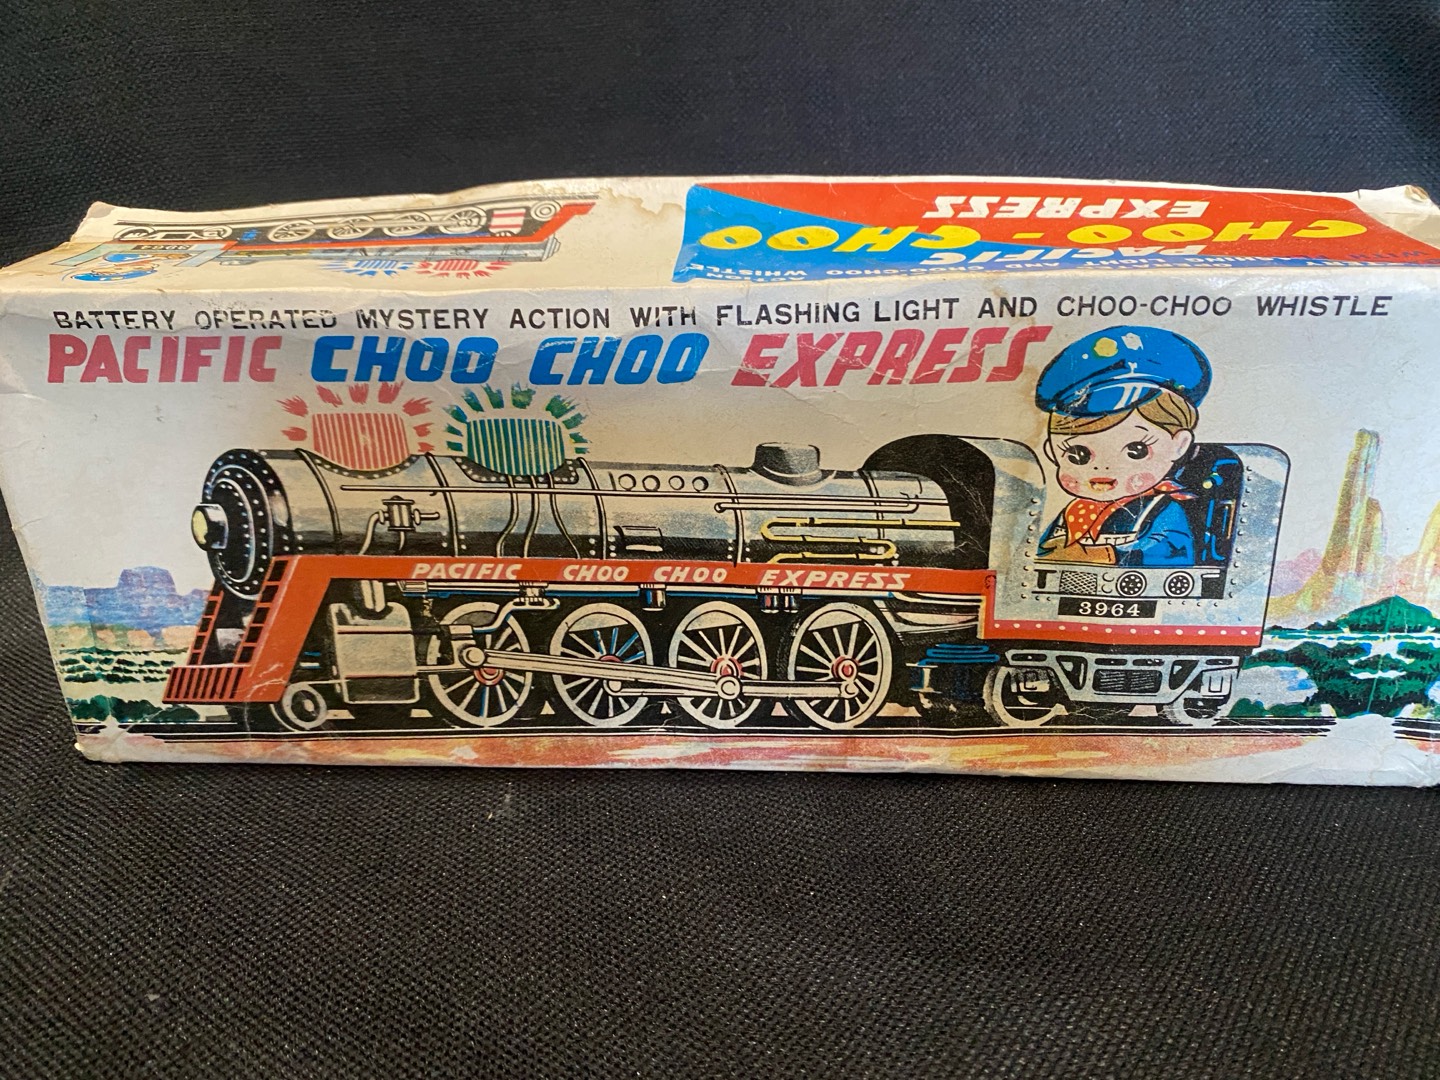 EXPRESS
CHOO-CHOO
PACIFIC
BATTERY OPERATED MYSTERY ACTION WITH FLASHING LIGHT AND CHOO-CHOO WHISTLE
PACIFIC CHOO CHOO EXPRESS
PACIFIC CHOO CHOO EXPRESS
3964